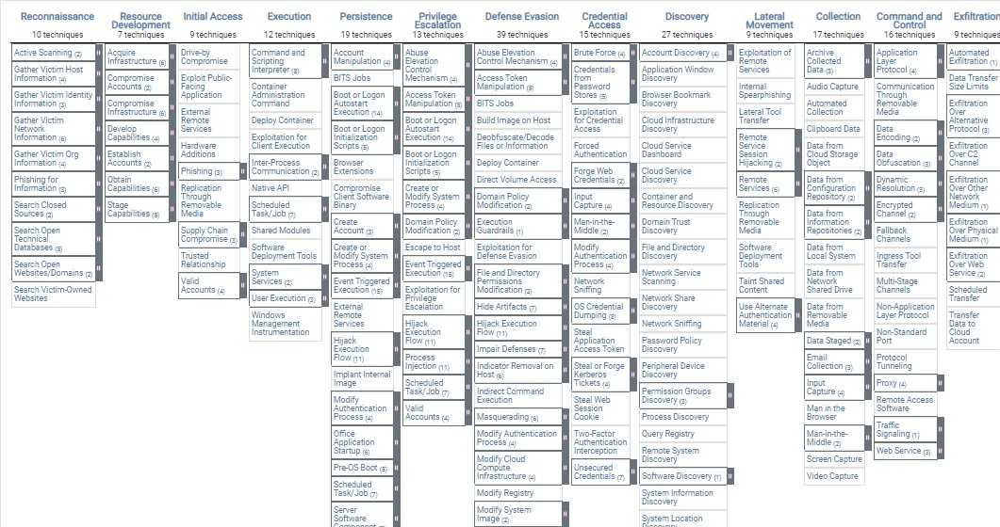 Reconnaissance
10 techniques
Active Scanning (2)
Gather Victim Host
Information (4)
Gather Victim Identity
Information (3)
Gather Victim
Network
Information (6)
Gather Victim Org
Information (4)
Phishing for
Information (3)
Search Closed
Sources (2)
Search Open
Technical
Databases (5)
Search Open
Websites/Domains (2)
Search Victim-Owned
Websites
Resource
Development
7 techniques
Acquire
Infrastructure (6)
Compromise
Accounts (2)
Compromise
Infrastructure (6)
Develop
Capabilities (4)
Establish
Accounts (2)
Obtain
Capabilities (6)
Stage
Capabilities (5)
Initial Access
9 techniques
Drive-by
Compromise
Exploit Public-
Facing
Application
External
Remote
Services
Hardware
Additions
Phishing (3)
Replication
Through
Removable
Media
Supply Chain
Compromise (3)
Trusted
Relationship
Valid
Accounts (4)
Execution
12 techniques
Command and
Scripting
Interpreter (8)
Container
Administration
Command
Deploy Container
Exploitation for
Client Execution
Inter-Process
Communication (2)
Native API
Scheduled
Task/Job (7)
Shared Modules
Software
Deployment Tools
System
Services (2)
User Execution (3)
Windows
Management
Instrumentation
Persistence
19 techniques
Account
Manipulation (4)
BITS Jobs
Boot or Logon
Autostart
Execution (14)
Boot or Logon
Initialization
Scripts (5)
Browser
Extensions
Compromise
Client Software
Binary
Create
Account (3)
Create or
Modify System
Process (4)
Event Triggered
Execution (15)
External
Remote
Services
Hijack
Execution
Flow (11)
Implant Internal
Image
Modify
Authentication
Process (4)
Office
Application
Startup (6)
Pre-OS Boot (5)
Scheduled
Task/Job (7)
Server
Software
Privilege
Escalation
13 techniques
Abuse
Elevation
Control
Mechanism (4)
Access Token
Manipulation (5)
Boot or Logon
Autostart
Execution (14)
Boot or Logon
Initialization
Scripts (5)
Create or
Modify System
Process (4)
Domain Policy
Modification (2)
Escape to Host
Event Triggered
Execution (15)
Exploitation for
Privilege
Escalation
Hijack
Execution
Flow (11)
Process
Injection (11)
Scheduled
Task/Job (7)
Valid
Accounts (4)
Defense Evasion
39 techniques
Abuse Elevation
Control Mechanism (4)
Access Token
Manipulation (5)
BITS Jobs
Build Image on Host
Deobfuscate/Decode
Files or Information
Deploy Container
Direct Volume Access
Domain Policy
Modification (2)
Execution
Guardrails (1)
Exploitation for
Defense Evasion
File and Directory
Permissions
Modification (2)
Hide Artifacts (7)
Hijack Execution
Flow (11)
Impair Defenses (7)
Indicator Removal on
Host (6)
Indirect Command
Execution
Masquerading (6)
Modify Authentication
Process (4)
Modify Cloud
Compute
Infrastructure (4)
Modify Registry
Modify System
Image (2)
Credential
Access
15 techniques
Brute Force (4)
Credentials
from
Password
Stores (5)
Exploitation
for Credential
Access
Forced
Authentication
Forge Web
Credentials (2)
Input
Capture (4)
Man-in-the-
Middle (2)
Modify
Authentication
Process (4)
Network
Sniffing
OS Credential
Dumping (8)
Steal
Application
Access Token
Steal or Forge
Kerberos
Tickets (4)
Steal Web
Session
Cookie
Two-Factor
Authentication
Interception
Unsecured
Credentials (7)
Discovery
27 techniques
Account Discovery (4)
Application Window
Discovery
Browser Bookmark
Discovery
Cloud Infrastructure
Discovery
Cloud Service
Dashboard
Cloud Service
Discovery
Container and
Resource Discovery
Domain Trust
Discovery
File and Directory
Discovery
Network Service
Scanning
Network Share
Discovery
Network Sniffing
Password Policy
Discovery
Peripheral Device
Discovery
Permission Groups
Discovery (3)
Process Discovery
Query Registry
Remote System
Discovery
Software Discovery (1)
System Information
Discovery
System Location
Lateral
Movement
9 techniques
Exploitation of
Remote
Services
Internal
Spearphishing
Lateral Tool
Transfer
Remote
Service
Session
Hijacking (2)
Remote
Services (6)
Replication
Through
Removable
Media
Software
Deployment
Tools
Taint Shared
Content
Use Alternate
Authentication
Material (4)
Collection
17 techniques
Archive
Collected
Data (3)
Audio Capture
Automated
Collection
Clipboard Data
Data from
Cloud Storage
Object
Data from
Configuration
Repository (2)
Data from
Information
Repositories (2)
Data from
Local System
Data from
Network
Shared Drive
Data from
Removable
Media
Data Staged (2)
Email
Collection (3)
Input
Capture (4)
Man in the
Browser
Man-in-the-
Middle (2)
Screen Capture
Video Capture
Command and
Control
16 techniques
Application
Layer
Protocol (4)
Communication
Through
Removable
Media
Data
Encoding (2)
Data
Obfuscation (3)
Dynamic
Resolution (3)
Encrypted
Channel (2)
Fallback
Channels
Ingress Tool
Transfer
Multi-Stage
Channels
Non-Application
Layer Protocol
Non-Standard
Port
Protocol
Tunneling
Proxy (4)
Remote Access
Software
Traffic
Signaling (1)
Web Service (3)
Exfiltration
9 techniques
Automated
Exfiltration (1)
Data Transfer
Size Limits
Exfiltration
Over
Alternative
Protocol (3)
Exfiltration
Over C2
Channel
Exfiltration
Over Other
Network
Medium (1)
Exfiltration
Over Physical
Medium (1)
Exfiltration
Over Web
Service (2)
Scheduled
Transfer
Transfer
Data to
Cloud
Account